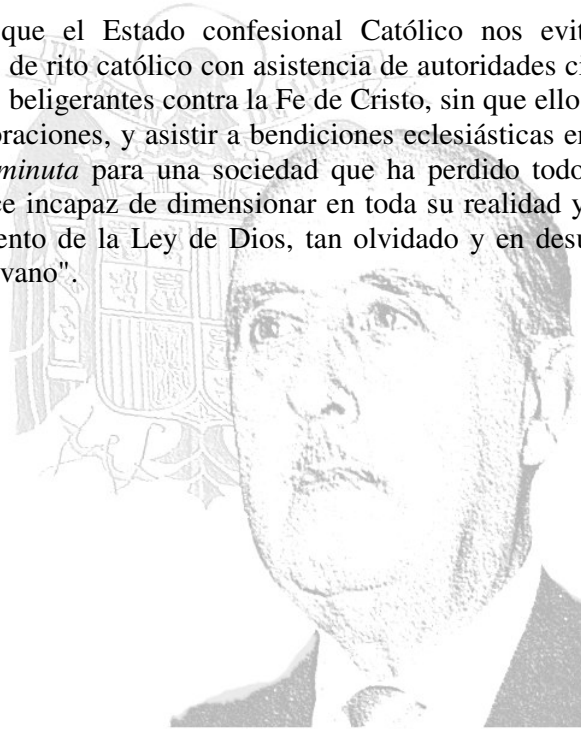 que el Estado confesional Católico nos evit
de rito católico con asistencia de autoridades ci
beligerantes contra la Fe de Cristo, sin que ello
braciones, y asistir a bendiciones eclesiásticas en
minuta para una sociedad que ha perdido todo
ce incapaz de dimensionar en toda su realidad y
ento de la Ley de Dios, tan olvidado y en desu
vano".